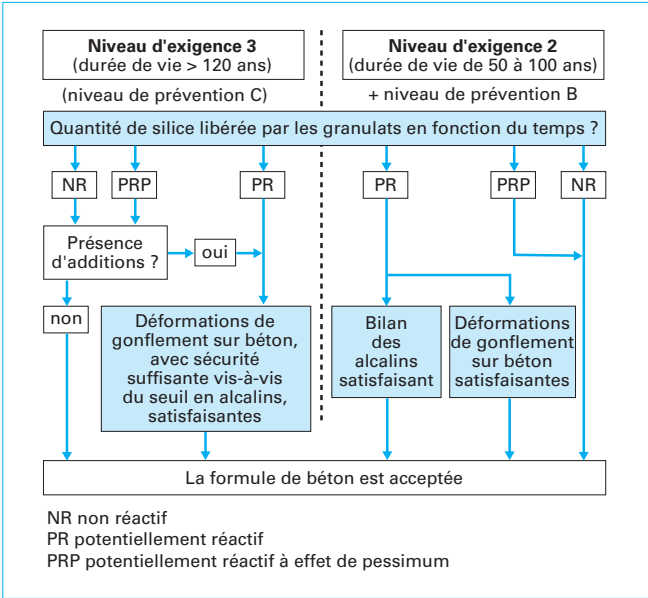 Niveau d'exigence 3
(durée de vie > 120 ans)
(niveau de prévention C)
Niveau d'exigence 2
(durée de vie de 50 à 100 ans)
+ niveau de prévention B
Quantité de silice libérée par les granulats en fonction du temps ?
NR
PRP
PR
PR
PRP
NR
Présence
d'additions ?
oui
non
Déformations de
gonflement sur béton,
avec sécurité
suffisante vis-à-vis
du seuil en alcalins,
satisfaisantes
Bilan
des
alcalins
satisfaisant
Déformations
de gonflement
sur béton
satisfaisantes
La formule de béton est acceptée
NR non réactif
PR potentiellement réactif
PRP potentiellement réactif à effet de pessimum